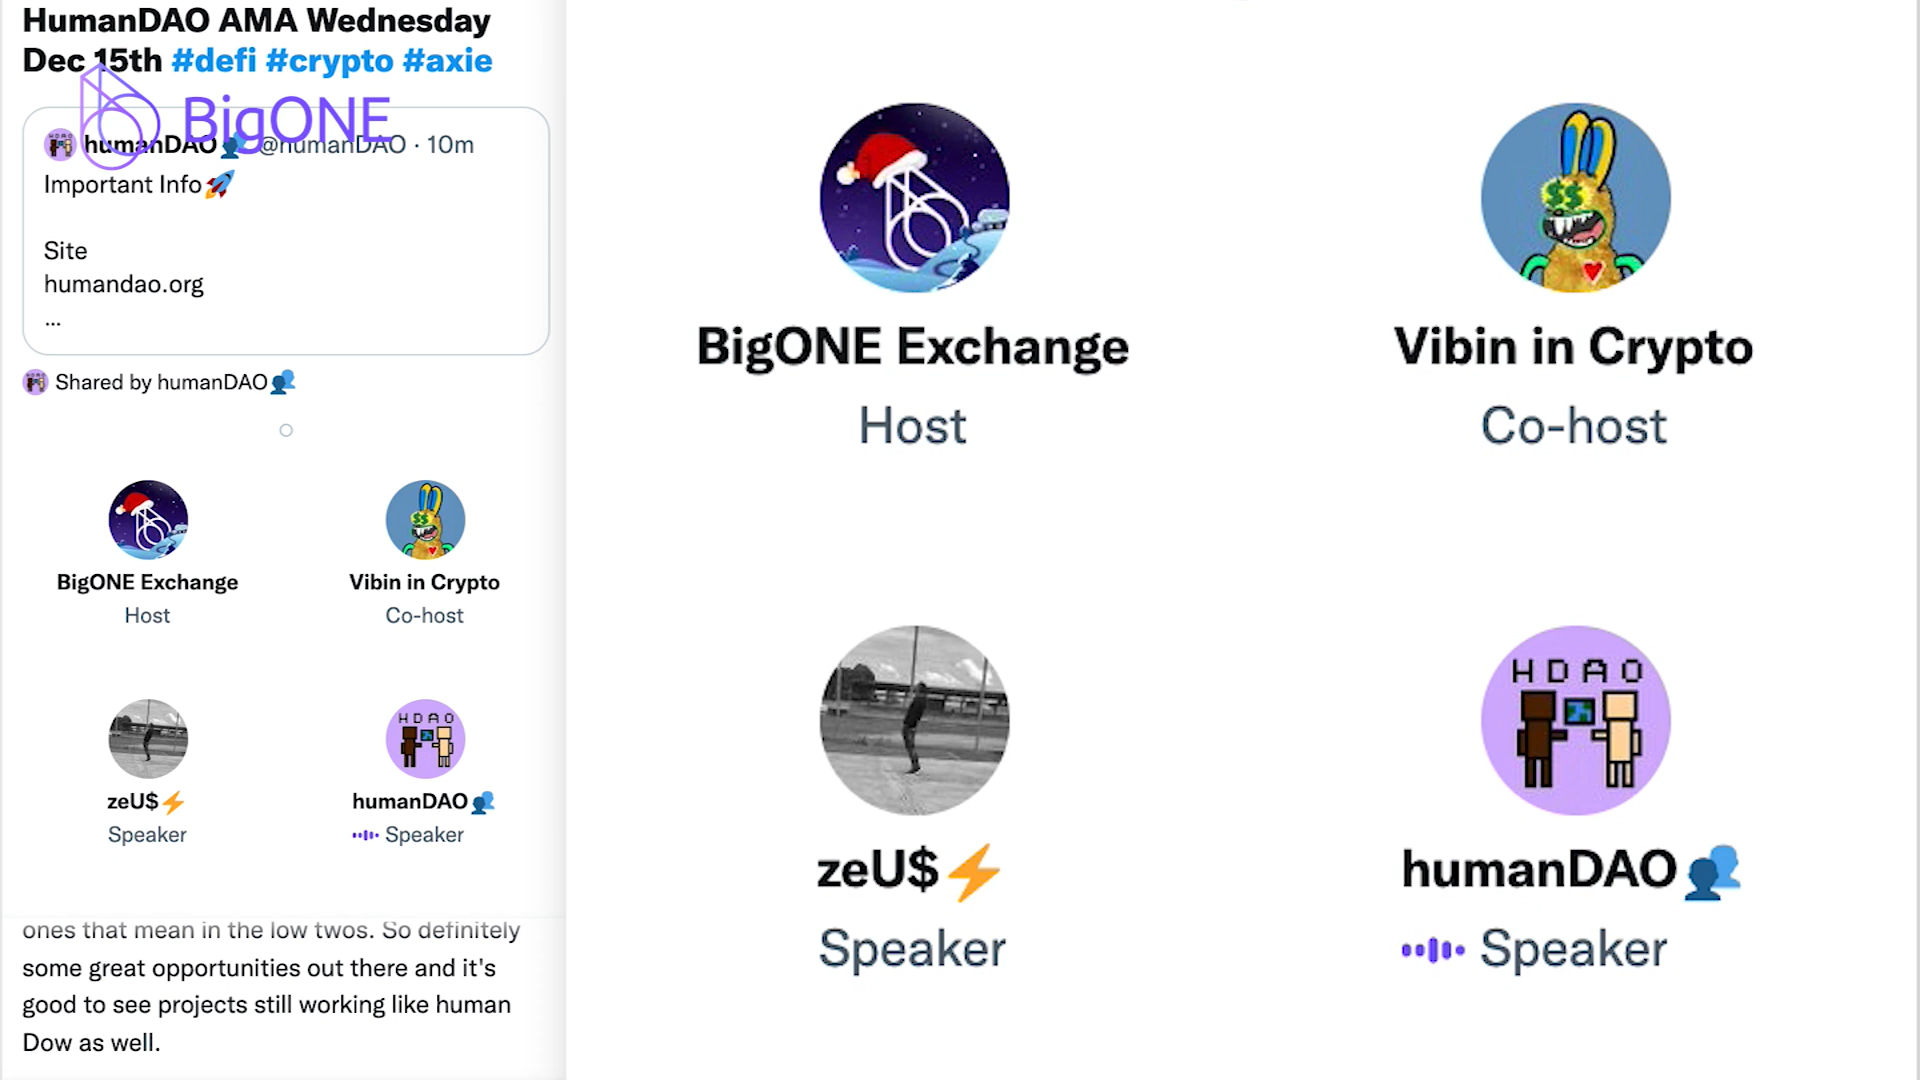 HumanDAO AMA Wednesday
Dec 15th #defi #crypto #axie
BigONE
humanDAO @humanDAO · 10m
Important Info
Site
humandao.org
...
Shared by humanDAO
BigONE Exchange
Host
Vibin in Crypto
Co-host
zeU$
Speaker
HDAO
humanDAO
Speaker
ones that mean in the low twos. So definitely
some great opportunities out there and it's
good to see projects still working like human
Dow as well.
BigONE Exchange
Host
Vibin in Crypto
Co-host
zeU$
Speaker
HDAO
humanDAO
Speaker